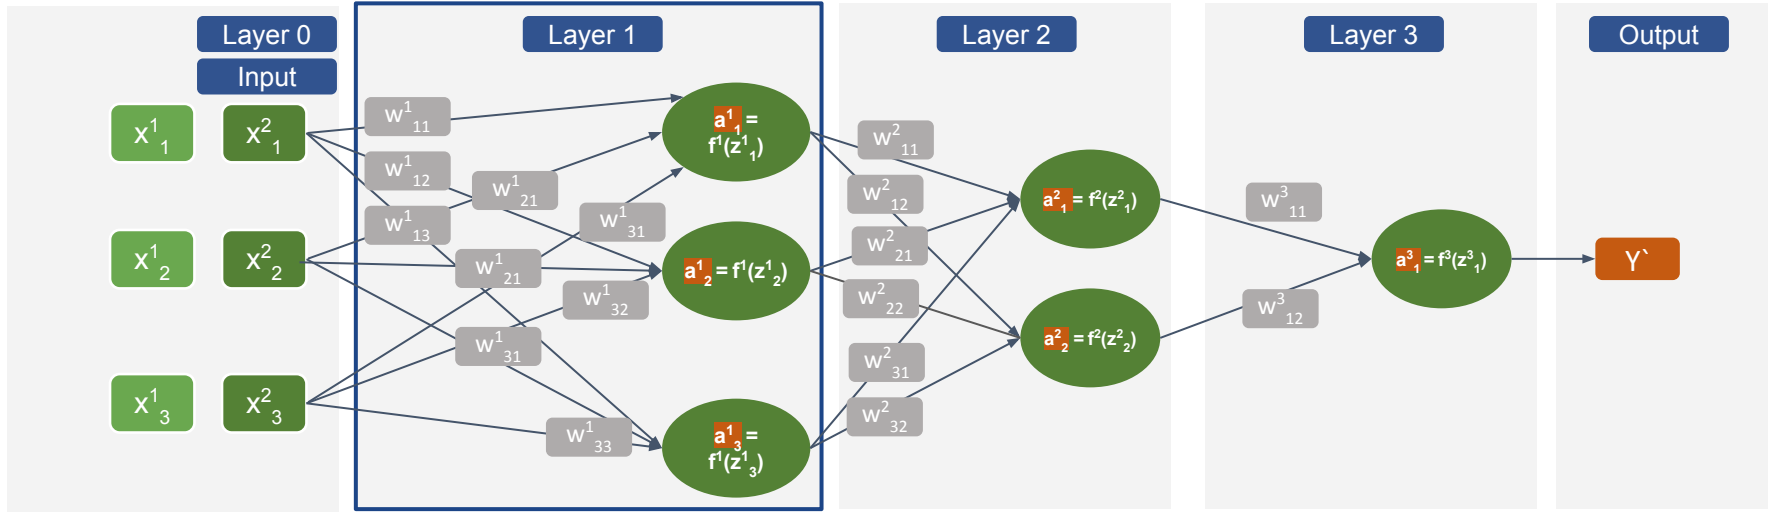 Layer 0
Input
Layer 1
Layer 2
Layer 3
Output
x¹₁
x²₁
x¹₂
x²₂
x¹₃
x²₃
w¹₁₁
w¹₁₂
w¹₁₃
w¹₂₁
w¹₃₁
w¹₂₁
w¹₃₂
w¹₃₁
w¹₃₃
a¹₁ =
f¹(z¹₁)
a¹₂ = f¹(z¹₂)
a¹₃ =
f¹(z¹₃)
w²₁₁
w²₁₂
w²₂₁
w²₂₂
w²₃₁
w²₃₂
a²₁ = f²(z²₁)
a²₂ = f²(z²₂)
w³₁₁
w³₁₂
a³₁ = f³(z³₁)
Y`